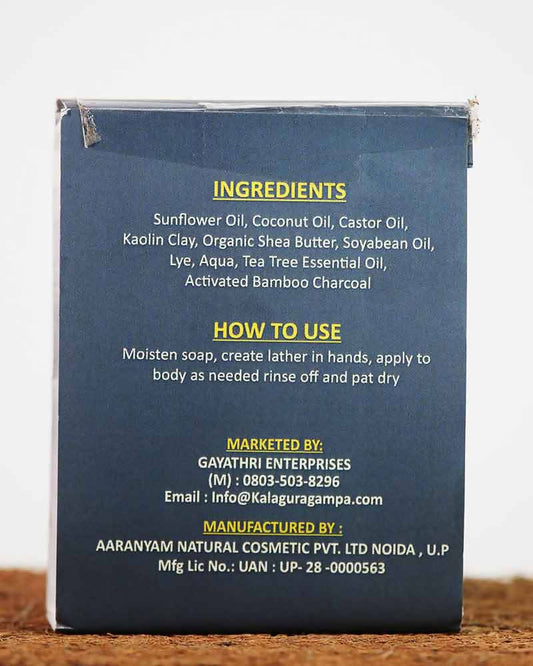 INGREDIENTS
Sunflower Oil, Coconut Oil, Castor Oil,
Kaolin Clay, Organic Shea Butter, Soyabean Oil,
Lye, Aqua, Tea Tree Essential Oil,
Activated Bamboo Charcoal
HOW TO USE
Moisten soap, create lather in hands, apply to
body as needed rinse off and pat dry
MARKETED BY:
GAYATHRI ENTERPRISES
(M) : 0803-503-8296
Email : Info@Kalaguragampa.com
MANUFACTURED BY :
AARANYAM NATURAL COSMETIC PVT. LTD NOIDA , U.P
Mfg Lic No.: UAN : UP- 28 -0000563